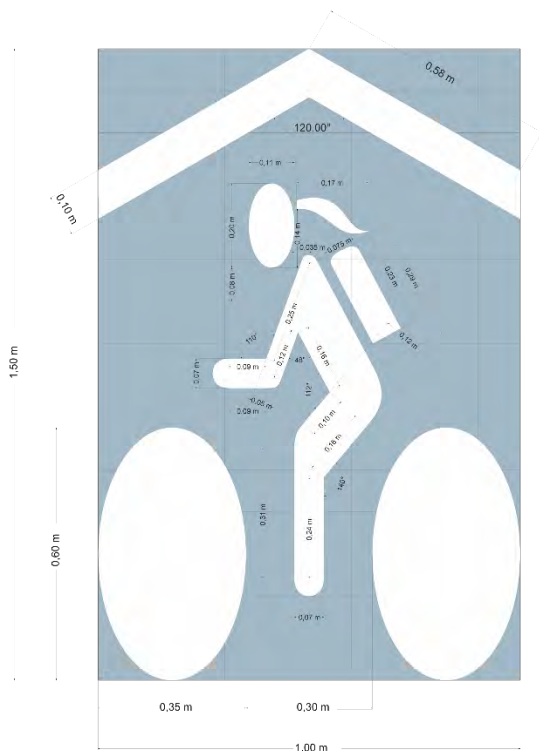 0,58 m
120.00°
0,11 m
0,17 m
0,10 m
0,20 m
0,14 m
0,035 m
0,075 m
0,08 m
0,23 m
0,29 m
0,25 m
0,12 m
110°
48°
0,12 m
0,16 m
1,50 m
0,07 m
0.09 m
0,05 m
0.09 m
112°
0,10 m
0,16 m
140°
0,31 m
0,24 m
0,60 m
0,07 m
0,35 m
0,30 m
1,00 m